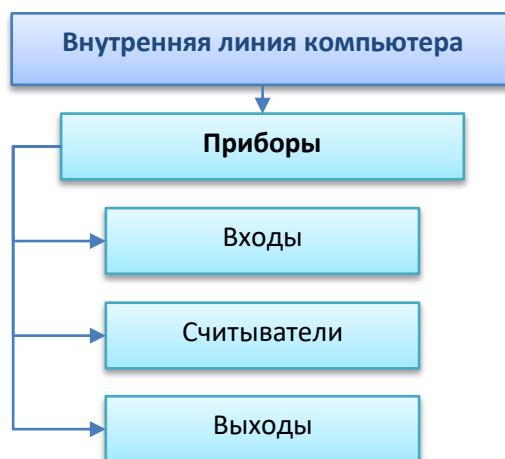 Внутренняя линия компьютера
Приборы
Входы
Считыватели
Выходы